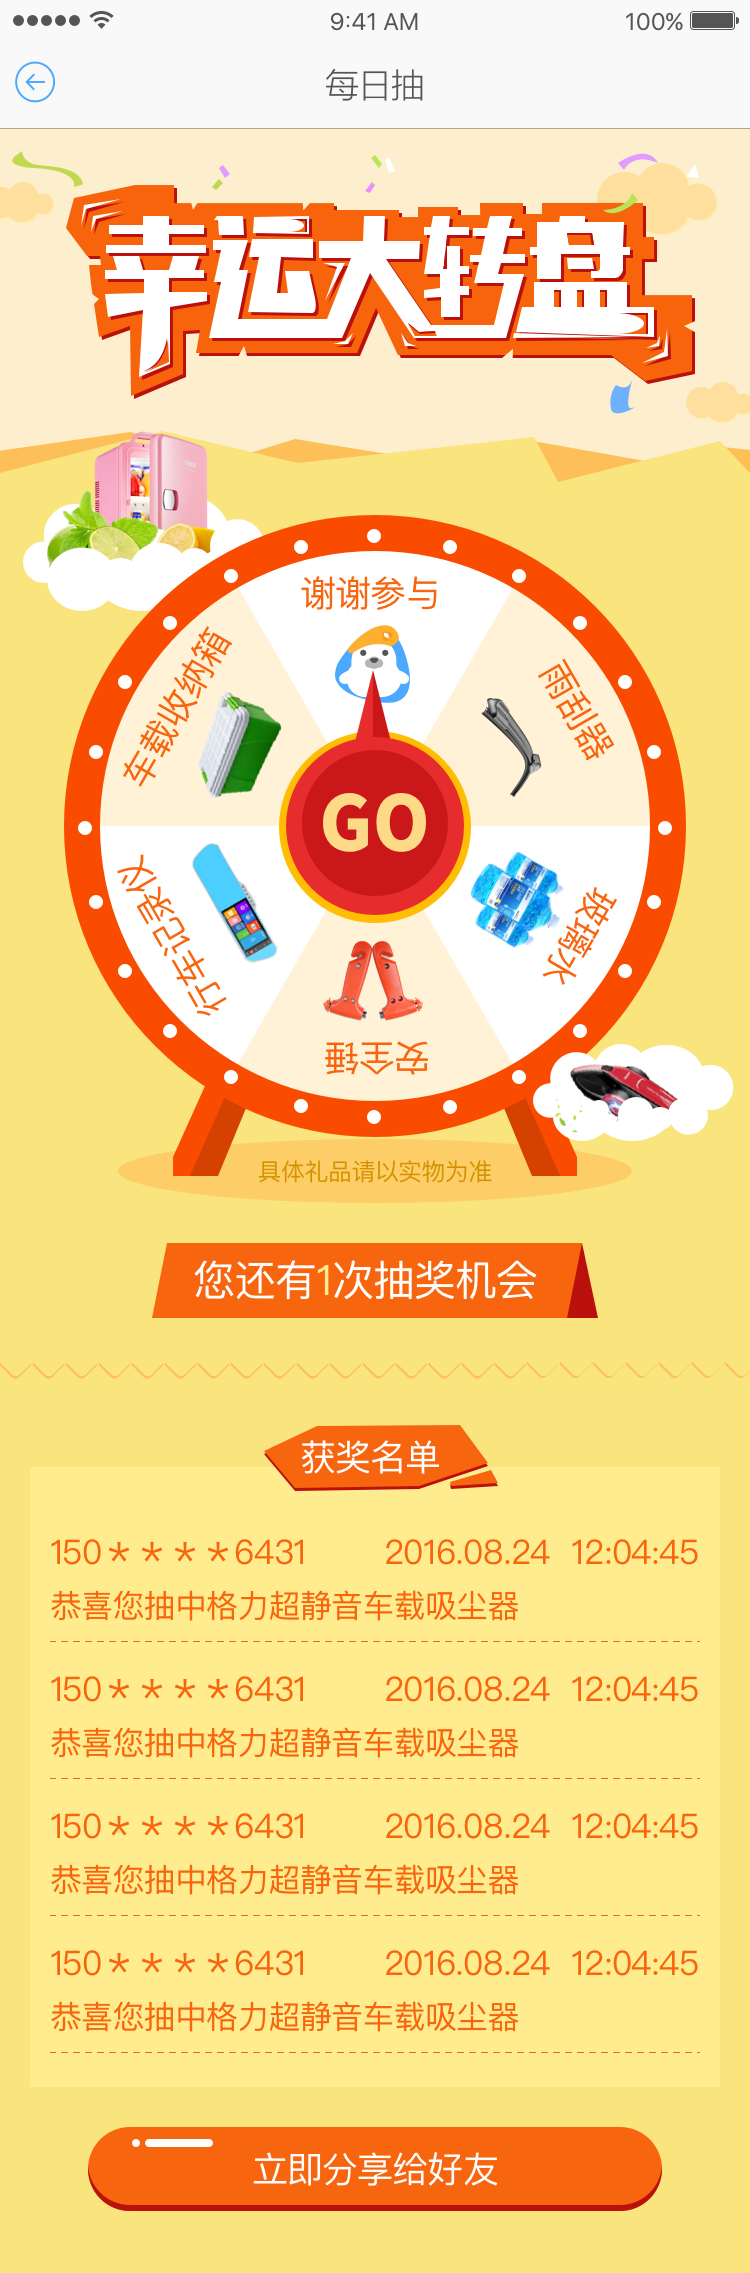 9:41 AM
100%
每日抽
幸运大转盘
谢谢参与
雨刮器
玻璃水
安全锤
行车记录仪
车载收纳箱
GO
具体礼品请以实物为准
您还有1次抽奖机会
获奖名单
150****6431 2016.08.24 12:04:45
恭喜您抽中格力超静音车载吸尘器
150****6431 2016.08.24 12:04:45
恭喜您抽中格力超静音车载吸尘器
150****6431 2016.08.24 12:04:45
恭喜您抽中格力超静音车载吸尘器
150****6431 2016.08.24 12:04:45
恭喜您抽中格力超静音车载吸尘器
立即分享给好友